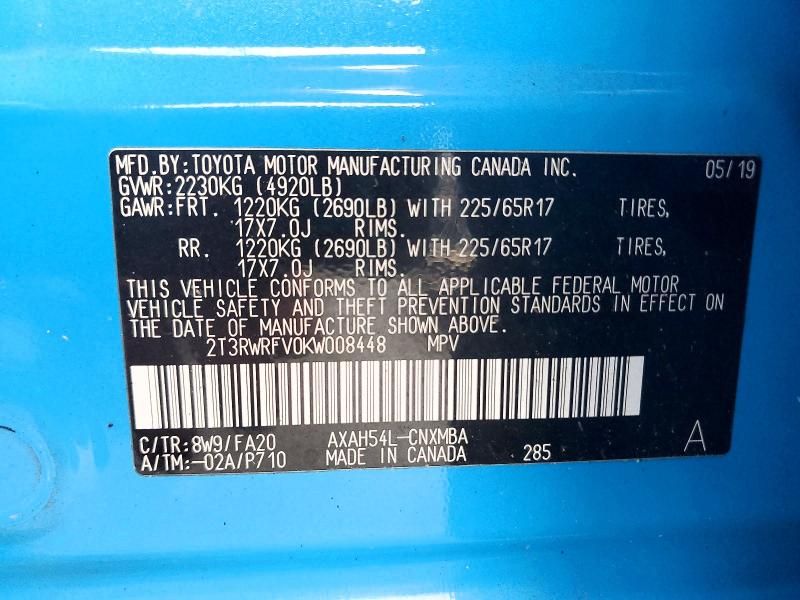 MFD.BY:TOYOTA MOTOR MANUFACTURING CANADA INC. 05/19
GVWR:2230KG (4920LB)
GAWR:FRT. 1220KG (2690LB) WITH 225/65R17 TIRES,
17X7.0J RIMS.
RR. 1220KG (2690LB) WITH 225/65R17 TIRES,
17X7.0J RIMS.
THIS VEHICLE CONFORMS TO ALL APPLICABLE FEDERAL MOTOR
VEHICLE SAFETY AND THEFT PREVENTION STANDARDS IN EFFECT ON
THE DATE OF MANUFACTURE SHOWN ABOVE.
2T3RWRFV0KW008448 MPV
C/TR:8W9/FA20 AXAH54L-CNXMBA A
A/TM:-02A/P710 MADE IN CANADA 285